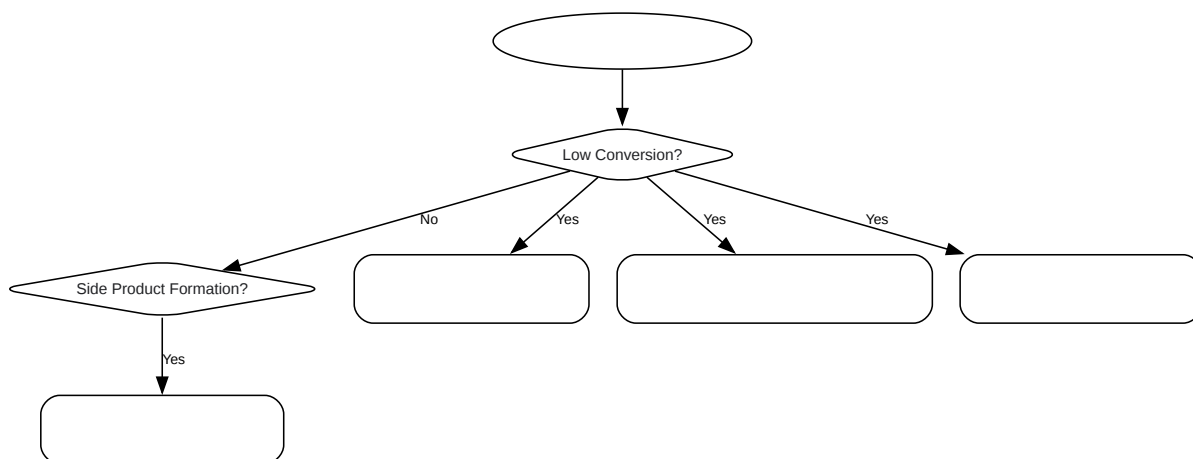 Low Conversion?
No
Yes
Yes
Yes
Side Product Formation?
Yes